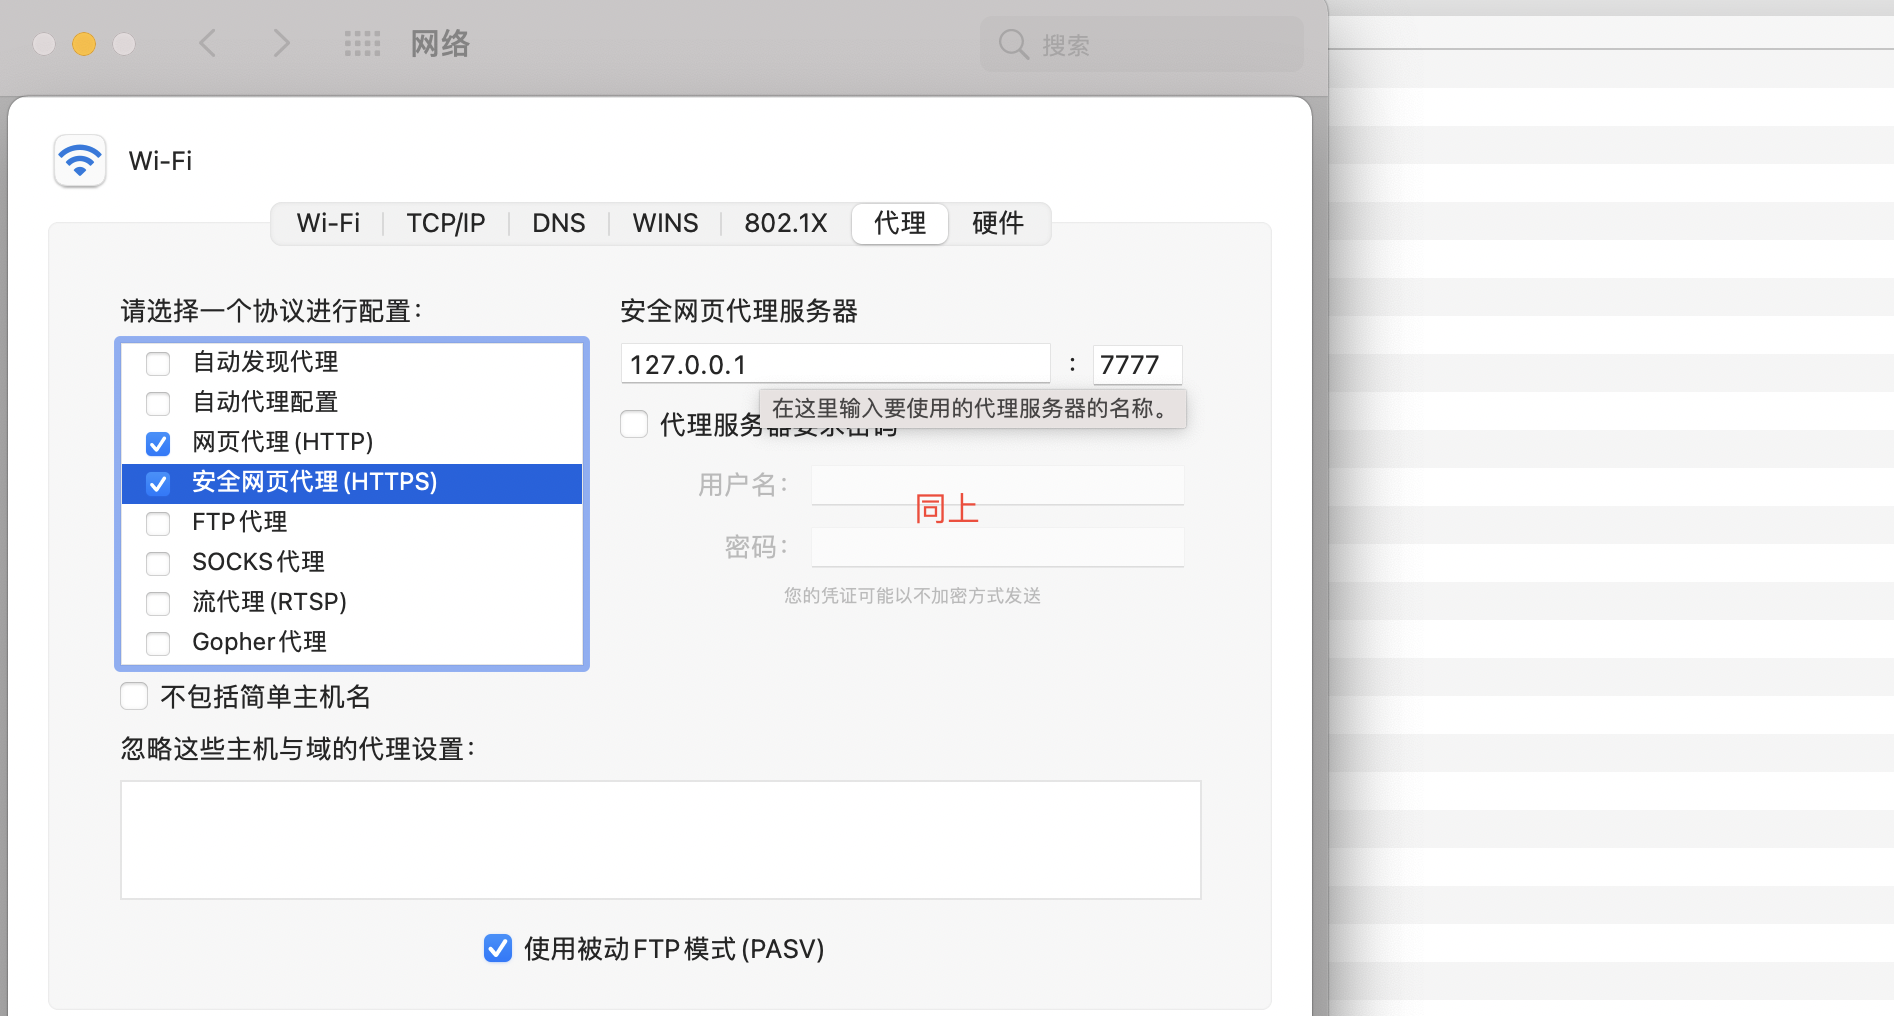 网络
搜索
Wi-Fi
Wi-Fi
TCP/IP
DNS
WINS
802.1X
代理
硬件
请选择一个协议进行配置：
自动发现代理
自动代理配置
网页代理(HTTP)
安全网页代理(HTTPS)
FTP代理
SOCKS代理
流代理(RTSP)
Gopher代理
安全网页代理服务器
127.0.0.1 : 7777
在这里输入要使用的代理服务器的名称。
代理服务器要求密码
用户名：
同上
密码：
您的凭证可能以不加密方式发送
不包括简单主机名
忽略这些主机与域的代理设置：
使用被动FTP模式(PASV)